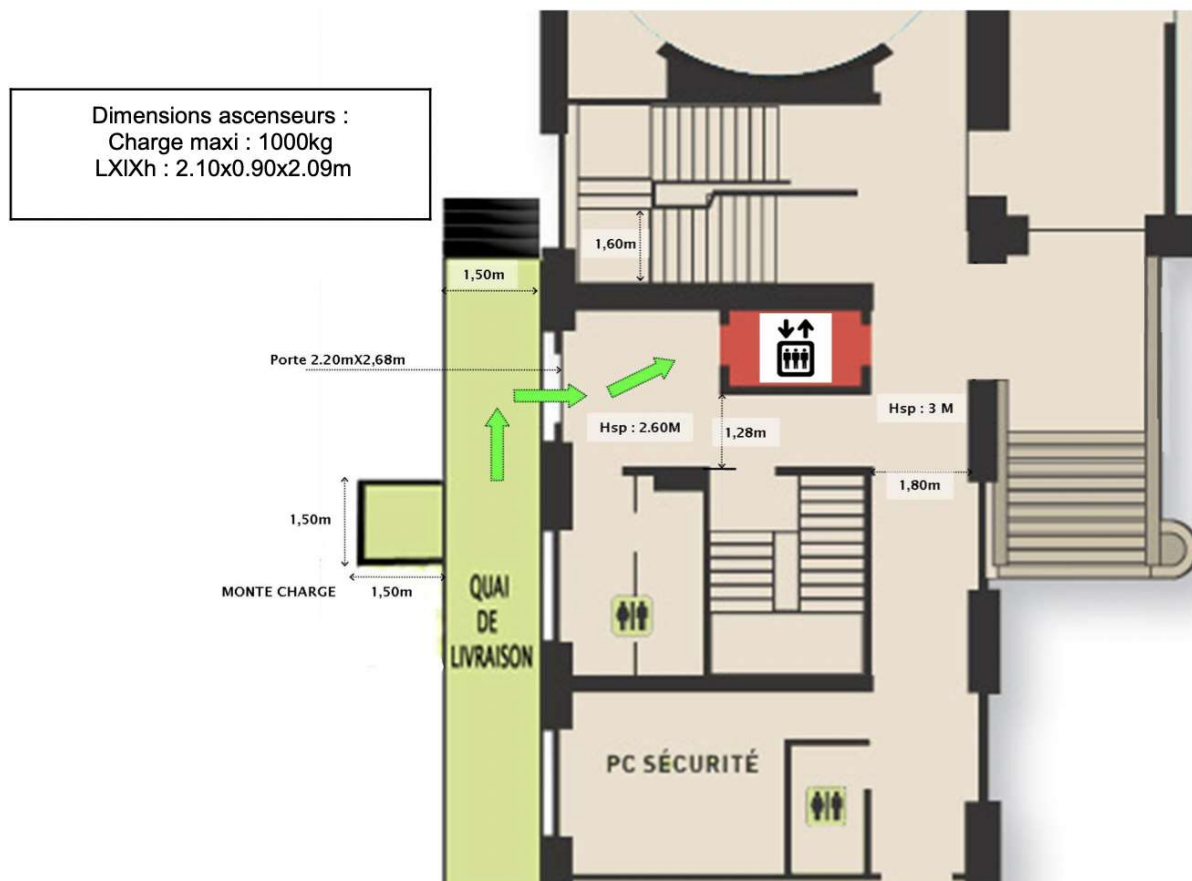 Dimensions ascenseurs :
Charge maxi : 1000kg
LXlXh : 2.10x0.90x2.09m
1,60m
1,50m
Porte 2.20mX2,68m
Hsp : 2.60M
1,28m
Hsp : 3 M
1,80m
1,50m
MONTE CHARGE
1,50m
QUAI
DE
LIVRAISON
PC SÉCURITÉ